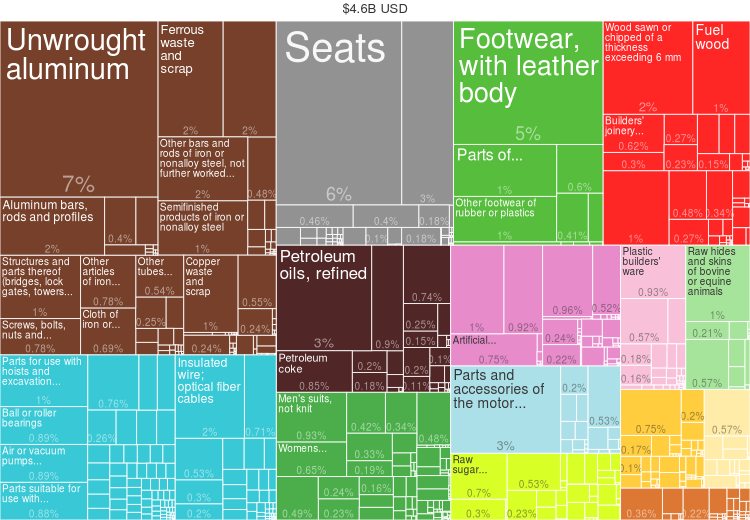 $4.6B USD
Unwrought
aluminum
7%
Ferrous
waste
and
scrap
2%
2%
Other bars and
rods of iron or
nonalloy steel, not
further worked...
2%
0.48%
Aluminum bars,
rods and profiles
2%
0.4%
Semifinished
products of iron or
nonalloy steel
1%
Structures and
parts thereof
(bridges, lock
gates, towers...
1%
Other
articles
of iron...
0.78%
Other
tubes...
0.54%
Copper
waste
and
scrap
1%
0.55%
Screws, bolts,
nuts and...
0.78%
Cloth of
iron or...
0.69%
0.25%
0.24%
0.24%
Seats
6%
3%
0.46%
0.4%
0.18%
0.1%
0.18%
Footwear,
with leather
body
5%
Parts of...
1%
0.6%
Other footwear of
rubber or plastics
1%
0.41%
Wood sawn or
chipped of a
thickness
exceeding 6 mm
2%
Fuel
wood
1%
Builders'
joinery...
0.62%
0.27%
0.3%
0.23%
0.15%
1%
0.48%
0.34%
0.27%
Petroleum
oils, refined
3%
0.9%
0.74%
0.25%
0.15%
0.1%
Petroleum
coke
0.85%
0.2%
0.18%
0.2%
0.11%
1%
0.92%
0.96%
0.52%
0.24%
Artificial...
0.75%
0.22%
Plastic
builders'
ware
0.93%
0.57%
0.18%
0.16%
Raw hides
and skins
of bovine
or equine
animals
1%
0.21%
0.57%
Parts for use with
hoists and
excavation...
1%
0.76%
Ball or roller
bearings
0.89%
0.26%
Air or vacuum
pumps...
0.89%
Parts suitable for
use with...
0.88%
Insulated
wire;
optical fiber
cables
2%
0.71%
0.53%
0.3%
0.2%
Men's suits,
not knit
0.93%
0.42%
0.34%
0.48%
Womens...
0.65%
0.33%
0.19%
0.49%
0.24%
0.23%
0.16%
Parts and
accessories of
the motor...
3%
0.2%
0.53%
Raw
sugar...
0.7%
0.53%
0.3%
0.23%
0.75%
0.2%
0.17%
0.1%
0.57%
0.36%
0.22%